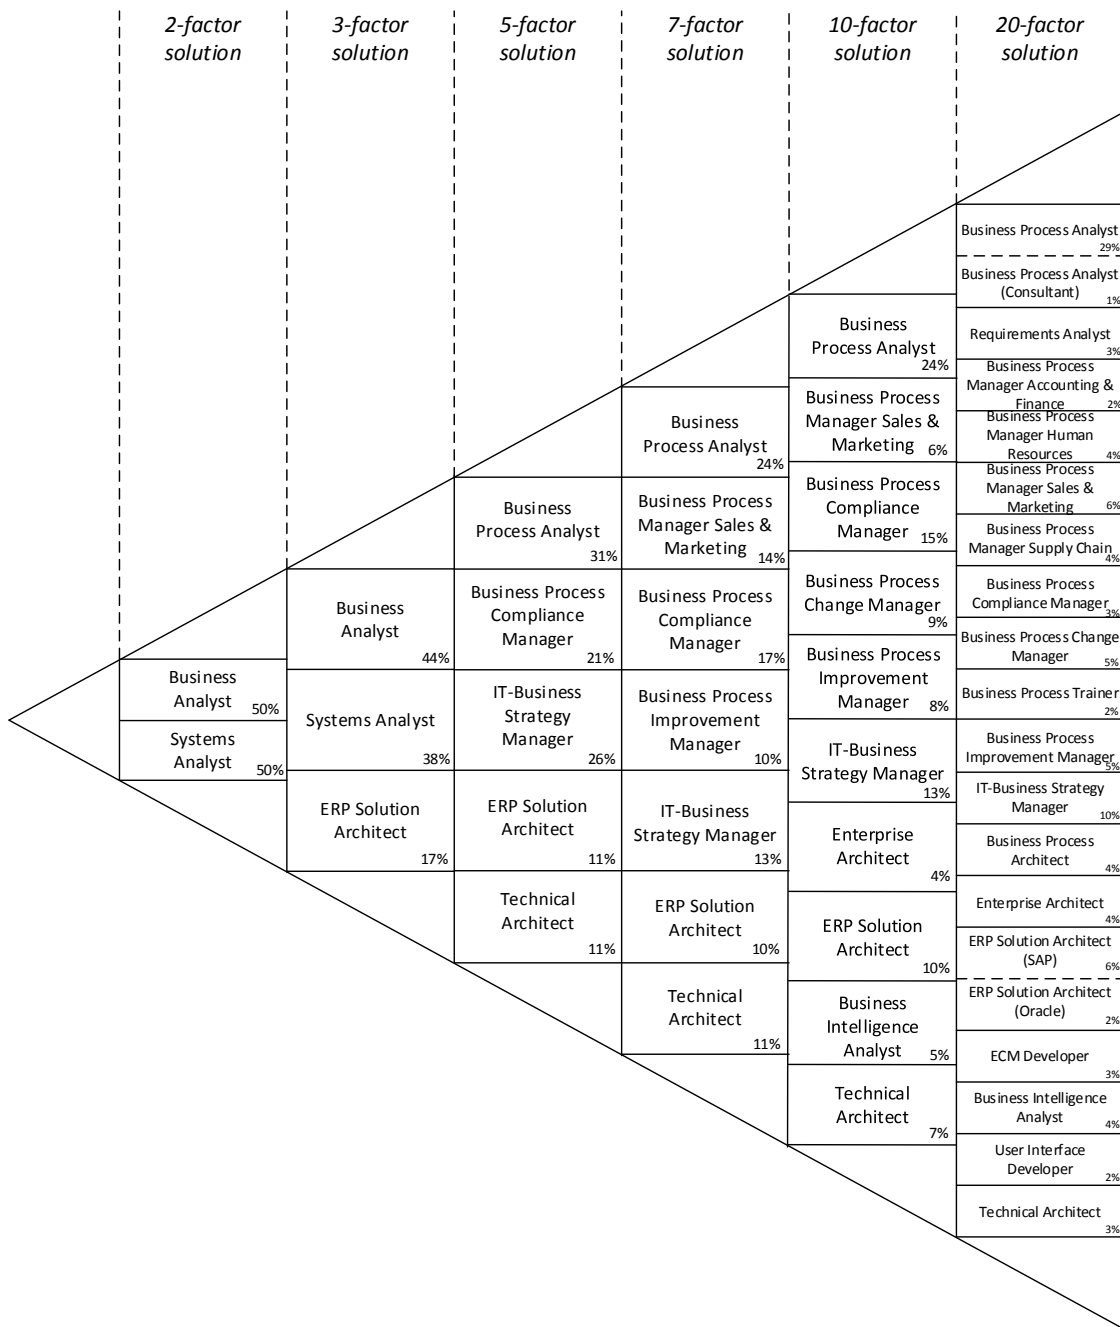 2-factor
solution
3-factor
solution
5-factor
solution
7-factor
solution
10-factor
solution
20-factor
solution
Business
Analyst
50%
Systems
Analyst
50%
Business
Analyst
44%
Systems Analyst
38%
ERP Solution
Architect
17%
Business
Process Analyst
31%
Business Process
Compliance
Manager
21%
IT-Business
Strategy
Manager
26%
ERP Solution
Architect
11%
Technical
Architect
11%
Business
Process Analyst
24%
Business Process
Manager Sales &
Marketing
14%
Business Process
Compliance
Manager
17%
Business Process
Improvement
Manager
10%
IT-Business
Strategy Manager
13%
ERP Solution
Architect
10%
Technical
Architect
11%
Business
Process Analyst
24%
Business Process
Manager Sales &
Marketing
6%
Business Process
Compliance
Manager
15%
Business Process
Change Manager
9%
Business Process
Improvement
Manager
8%
IT-Business
Strategy Manager
13%
Enterprise
Architect
4%
ERP Solution
Architect
10%
Business
Intelligence
Analyst
5%
Technical
Architect
7%
Business Process Analyst
29%
Business Process Analyst
(Consultant)
1%
Requirements Analyst
3%
Business Process
Manager Accounting &
Finance
2%
Business Process
Manager Human
Resources
4%
Business Process
Manager Sales &
Marketing
6%
Business Process
Manager Supply Chain
4%
Business Process
Compliance Manager
3%
Business Process Change
Manager
5%
Business Process Trainer
2%
Business Process
Improvement Manager
5%
IT-Business Strategy
Manager
10%
Business Process
Architect
4%
Enterprise Architect
4%
ERP Solution Architect
(SAP)
6%
ERP Solution Architect
(Oracle)
2%
ECM Developer
3%
Business Intelligence
Analyst
4%
User Interface
Developer
2%
Technical Architect
3%